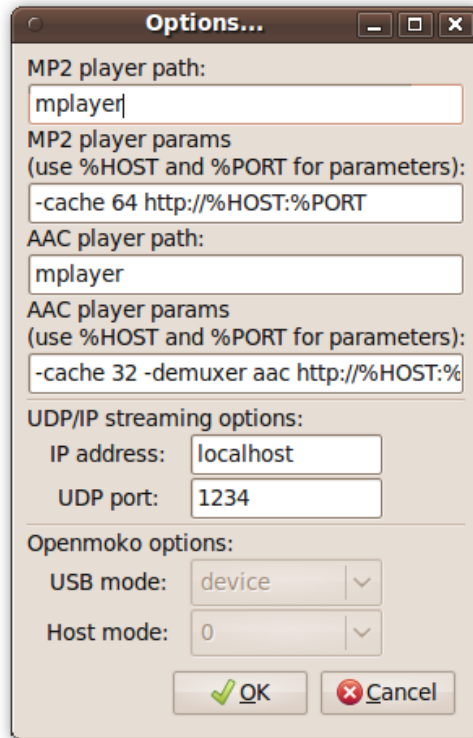 Options...
MP2 player path:
mplayer
MP2 player params
(use %HOST and %PORT for parameters):
-cache 64 http://%HOST:%PORT
AAC player path:
mplayer
AAC player params
(use %HOST and %PORT for parameters):
-cache 32 -demuxer aac http://%HOST:%
UDP/IP streaming options:
IP address: localhost
UDP port: 1234
Openmoko options:
USB mode: device
Host mode: 0
OK Cancel